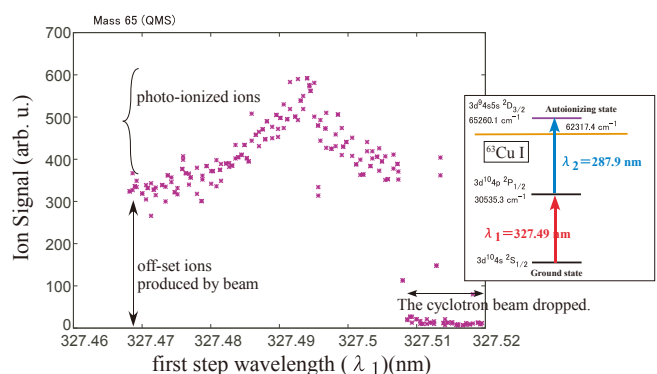 Mass 65 (QMS)
700
600
500
400
300
200
100
0
Ion Signal (arb. u.)
photo-ionized ions
off-set ions
produced by beam
The cyclotron beam dropped.
327.46
327.47
327.48
327.49
327.5
327.51
327.52
first step wavelength ( λ₁ )(nm)
3d⁹4s5s ²D₃/₂
65260.1 cm⁻¹
Autoionizing state
62317.4 cm⁻¹
⁶³Cu I
λ₂=287.9 nm
3d¹⁰4p ²P₁/₂
30535.3 cm⁻¹
λ₁=327.49 nm
3d¹⁰4s ²S₁/₂
Ground state